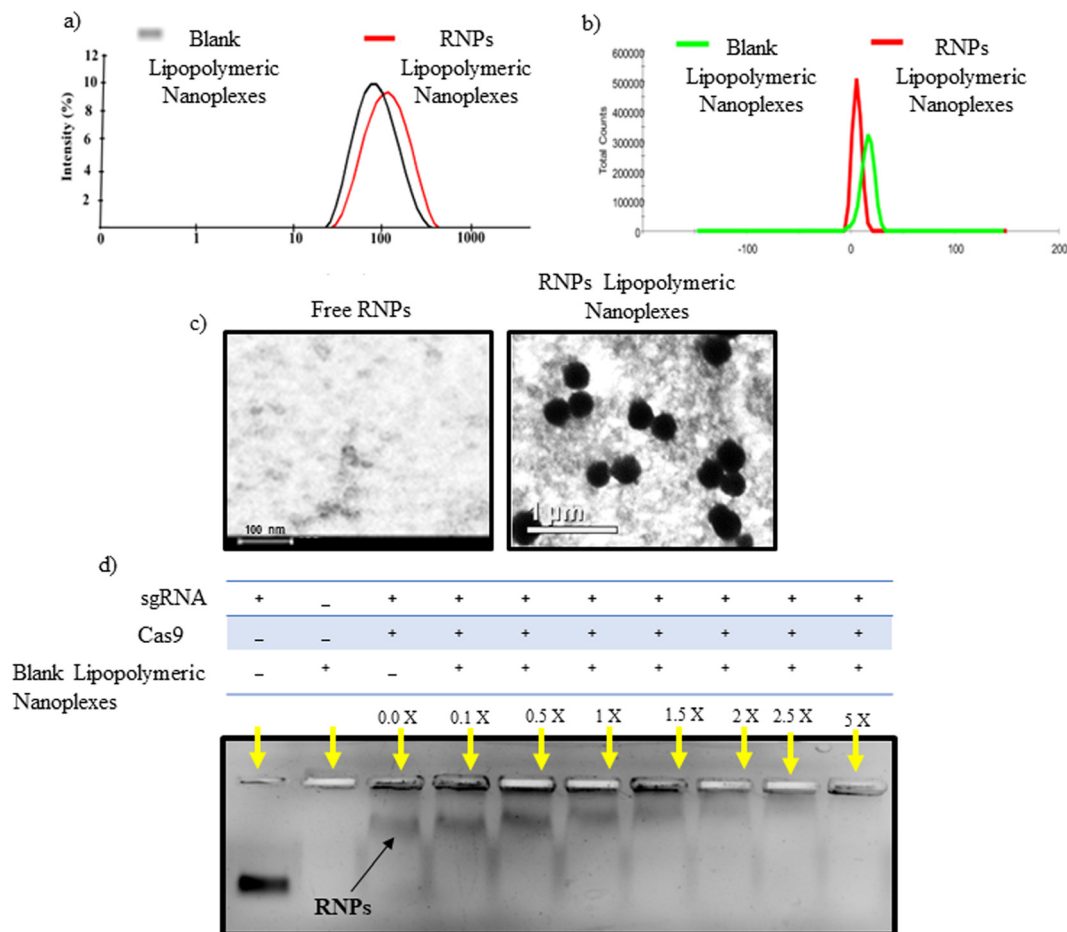 a)
Blank
Lipopolymeric
Nanoplexes
RNPs
Lipopolymeric
Nanoplexes
Intensity (%)
12
10
8
6
4
2
0
1
10
100
1000
b)
Blank
Lipopolymeric
Nanoplexes
RNPs
Lipopolymeric
Nanoplexes
Total Counts
600000
500000
400000
300000
200000
100000
0
-100
0
100
200
c)
Free RNPs
RNPs Lipopolymeric
Nanoplexes
100 nm
1 μm
d)
sgRNA + _ + + + + + + + +
Cas9 _ _ + + + + + + + +
Blank Lipopolymeric
Nanoplexes
_ + _ + + + + + + +
0.0 X 0.1 X 0.5 X 1 X 1.5 X 2 X 2.5 X 5 X
RNPs